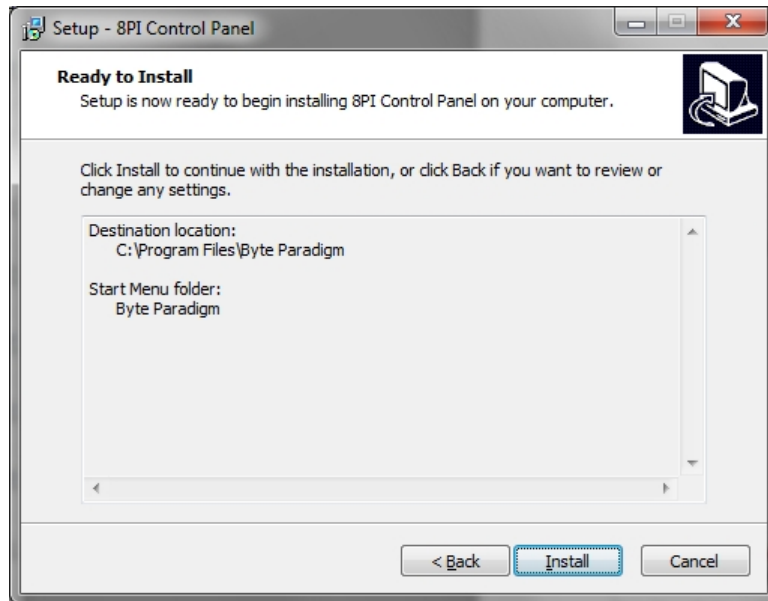 Setup - 8PI Control Panel
Ready to Install
Setup is now ready to begin installing 8PI Control Panel on your computer.
Click Install to continue with the installation, or click Back if you want to review or
change any settings.
Destination location:
C:\Program Files\Byte Paradigm
Start Menu folder:
Byte Paradigm
< Back
Install
Cancel